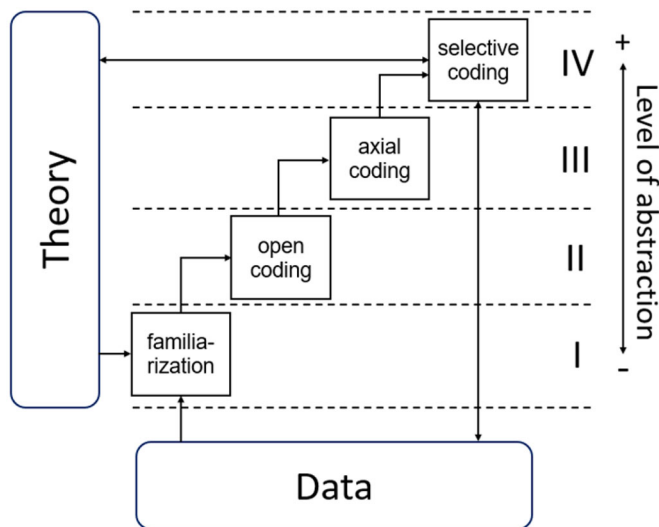 selective
coding
+
IV
axial
coding
III
Level of abstraction
Theory
open
coding
II
familia-
rization
I
-
Data